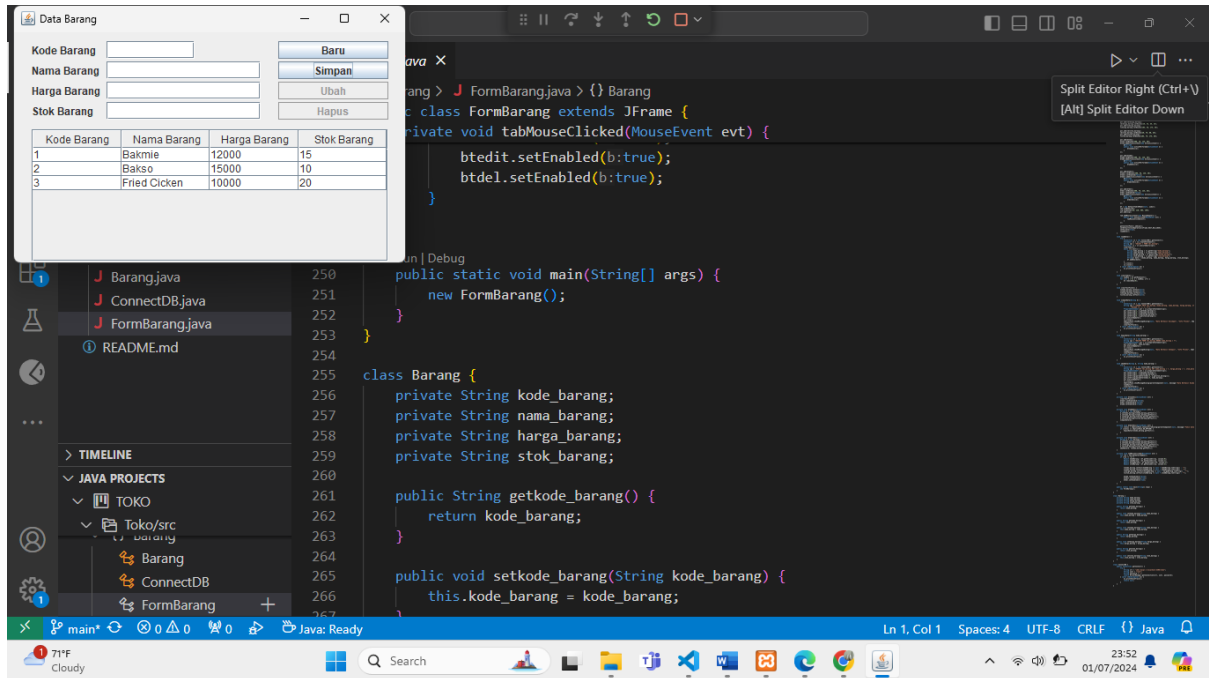 Data Barang
Kode Barang
Nama Barang
Harga Barang
Stok Barang
Baru
Simpan
Ubah
Hapus
Kode Barang Nama Barang Harga Barang Stok Barang
1 Bakmie 12000 15
2 Bakso 15000 10
3 Fried Cicken 10000 20
ava
rang > J FormBarang.java > {} Barang
Split Editor Right (Ctrl+\)
[Alt] Split Editor Down
c class FormBarang extends JFrame {
rivate void tabMouseClicked(MouseEvent evt) {
btedit.setEnabled(b:true);
btdel.setEnabled(b:true);
}
un | Debug
250 public static void main(String[] args) {
251 new FormBarang();
252 }
253 }
254
255 class Barang {
256 private String kode_barang;
257 private String nama_barang;
258 private String harga_barang;
259 private String stok_barang;
260
261 public String getkode_barang() {
262 return kode_barang;
263 }
264
265 public void setkode_barang(String kode_barang) {
266 this.kode_barang = kode_barang;
267 }
1
J Barang.java
J ConnectDB.java
J FormBarang.java
README.md
> TIMELINE
JAVA PROJECTS
TOKO
Toko/src
{} Barang
Barang
ConnectDB
FormBarang +
1
main* 0 0 0 Java: Ready
Ln 1, Col 1 Spaces: 4 UTF-8 CRLF {} Java
1
71°F
Cloudy
Search
23:52
01/07/2024
PRE